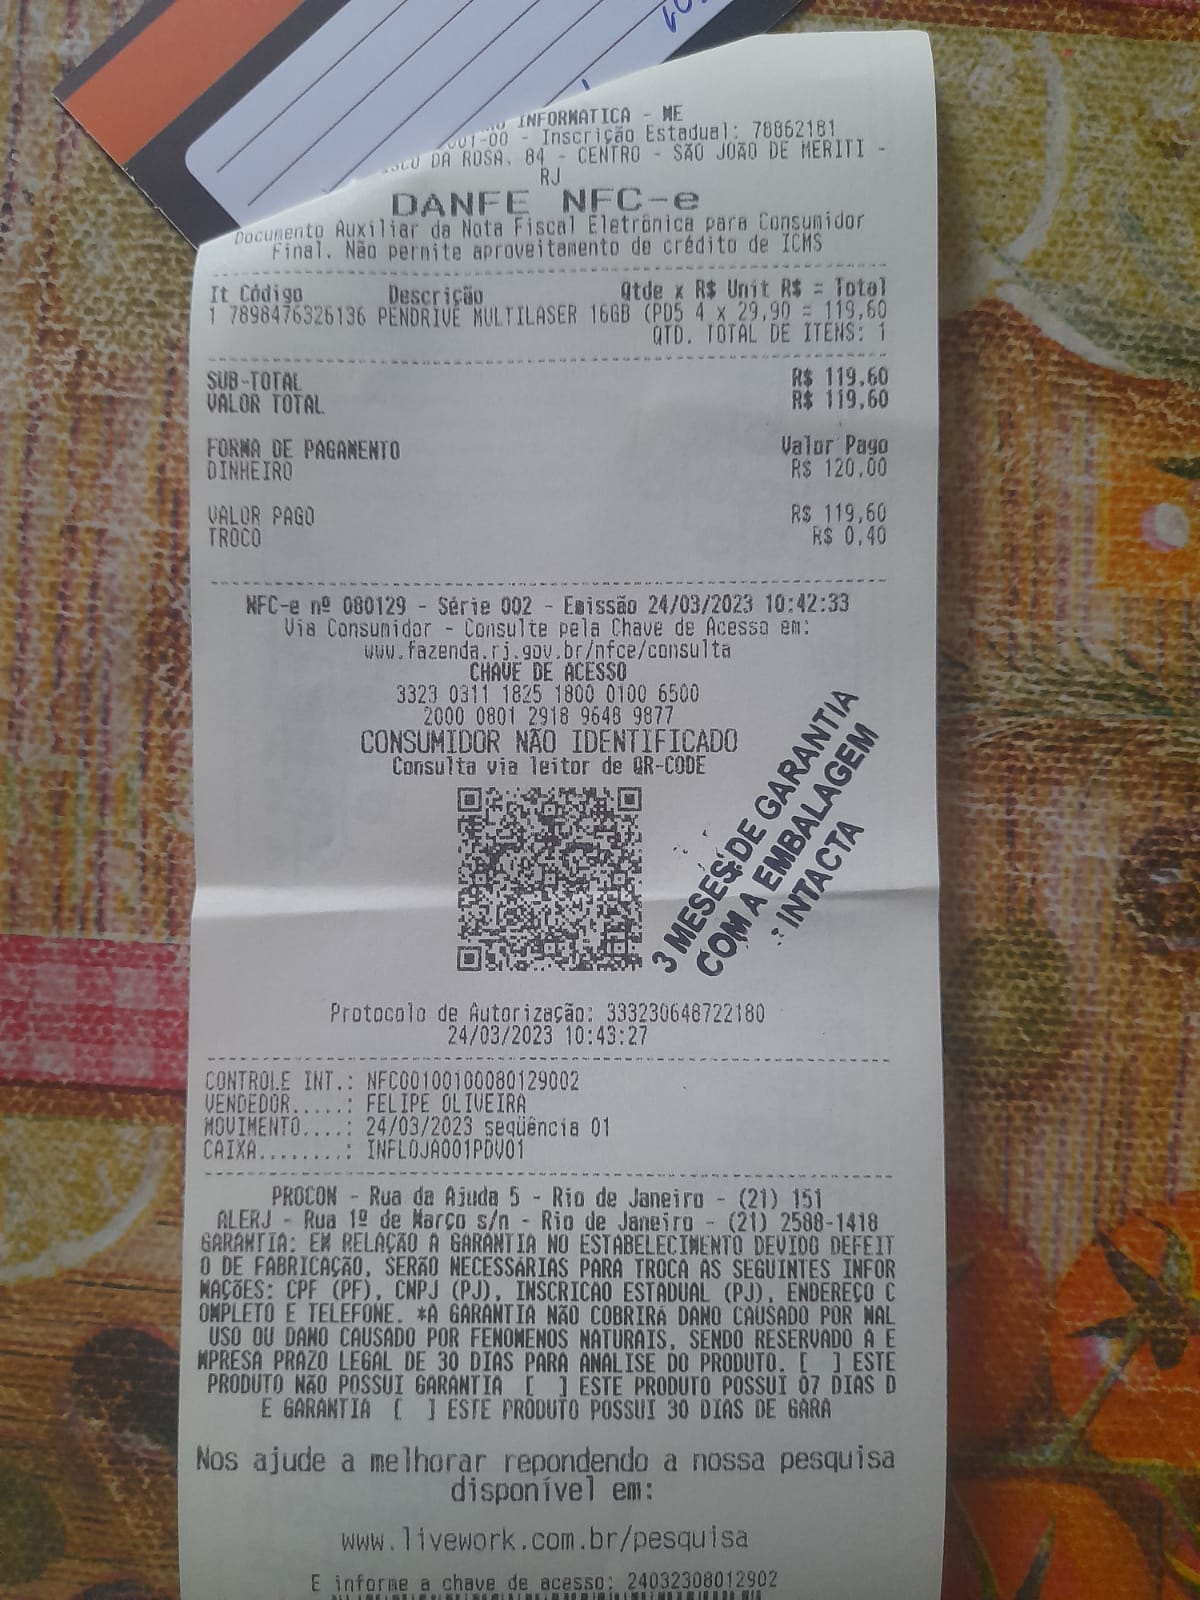 INFORMATICA - ME
001-00 - Inscrição Estadual: 78862181
DA ROSA, 84 - CENTRO - SÃO JOÃO DE MERITI -
RJ
DANFE NFC-e
Documento Auxiliar da Nota Fiscal Eletrônica para Consumidor
Final. Não permite aproveitamento de crédito de ICMS
It Código Descrição Qtde x R$ Unit R$ = Total
1 7898476326136 PENDRIVE MULTILASER 16GB (PD5 4 x 29,90 = 119,60
QTD. TOTAL DE ITENS: 1
SUB-TOTAL R$ 119,60
VALOR TOTAL R$ 119,60
FORMA DE PAGAMENTO Valor Pago
DINHEIRO R$ 120,00
VALOR PAGO R$ 119,60
TROCO R$ 0,40
NFC-e nº 080129 - Série 002 - Emissão 24/03/2023 10:42:33
Via Consumidor - Consulte pela Chave de Acesso em:
www.fazenda.rj.gov.br/nfce/consulta
CHAVE DE ACESSO
3323 0311 1825 1800 0100 6500
2000 0801 2918 9648 9877
CONSUMIDOR NÃO IDENTIFICADO
Consulta via leitor de QR-CODE
3 MESES DE GARANTIA
COM A EMBALAGEM
INTACTA
Protocolo de Autorização: 333230648722180
24/03/2023 10:43:27
CONTROLE INT.: NFC00100100080129002
VENDEDOR.....: FELIPE OLIVEIRA
MOVIMENTO....: 24/03/2023 seqüência 01
CAIXA........: INFLOJA001PDV01
PROCON - Rua da Ajuda 5 - Rio de Janeiro - (21) 151
ALERJ - Rua 1º de Março s/n - Rio de Janeiro - (21) 2588-1418
GARANTIA: EM RELAÇÃO A GARANTIA NO ESTABELECIMENTO DEVIDO DEFEIT
O DE FABRICAÇÃO, SERÃO NECESSÁRIAS PARA TROCA AS SEGUINTES INFOR
MAÇÕES: CPF (PF), CNPJ (PJ), INSCRICAO ESTADUAL (PJ), ENDEREÇO C
OMPLETO E TELEFONE. *A GARANTIA NÃO COBRIRÁ DANO CAUSADO POR MAL
USO OU DANO CAUSADO POR FENOMENOS NATURAIS, SENDO RESERVADO A E
MPRESA PRAZO LEGAL DE 30 DIAS PARA ANALISE DO PRODUTO. [ ] ESTE
PRODUTO NÃO POSSUI GARANTIA [ ] ESTE PRODUTO POSSUI 07 DIAS D
E GARANTIA [ ] ESTE PRODUTO POSSUI 30 DIAS DE GARA
Nos ajude a melhorar repondendo a nossa pesquisa
disponível em:
www.livework.com.br/pesquisa
E informe a chave de acesso: 24032308012902